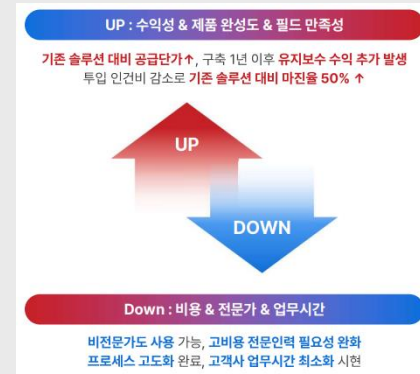 UP : 수익성 & 제품 완성도 & 필드 만족성
기존 솔루션 대비 공급단가↑, 구축 1년 이후 유지보수 수익 추가 발생
투입 인건비 감소로 기존 솔루션 대비 마진율 50% ↑
UP
DOWN
Down : 비용 & 전문가 & 업무시간
비전문가도 사용 가능, 고비용 전문인력 필요성 완화
프로세스 고도화 완료, 고객사 업무시간 최소화 시현